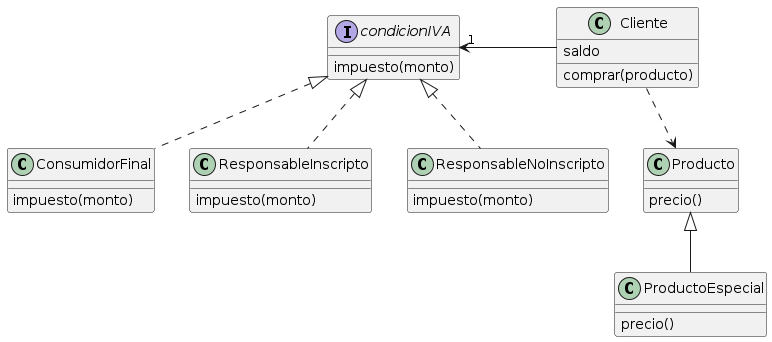 I condicionIVA
impuesto(monto)
1
C Cliente
saldo
comprar(producto)
C ConsumidorFinal
impuesto(monto)
C ResponsableInscripto
impuesto(monto)
C ResponsableNoInscripto
impuesto(monto)
C Producto
precio()
C ProductoEspecial
precio()